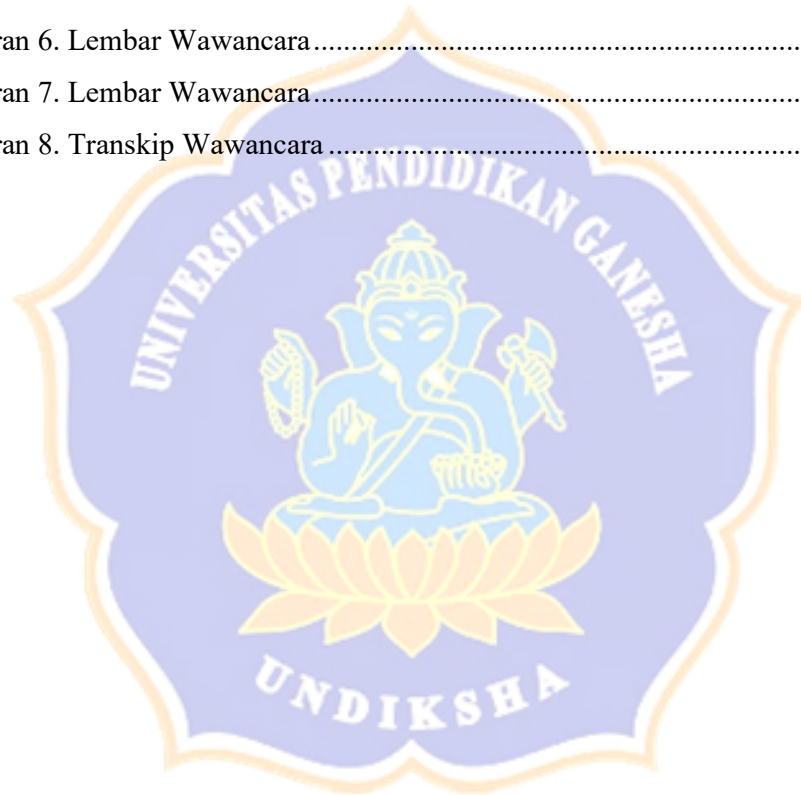 ran 6. Lembar Wawancara.............................................................
ran 7. Lembar Wawancara.............................................................
ran 8. Transkip Wawancara...........................................................
UNIVERSITAS PENDIDIKAN GANESHA
UNDIKSHA